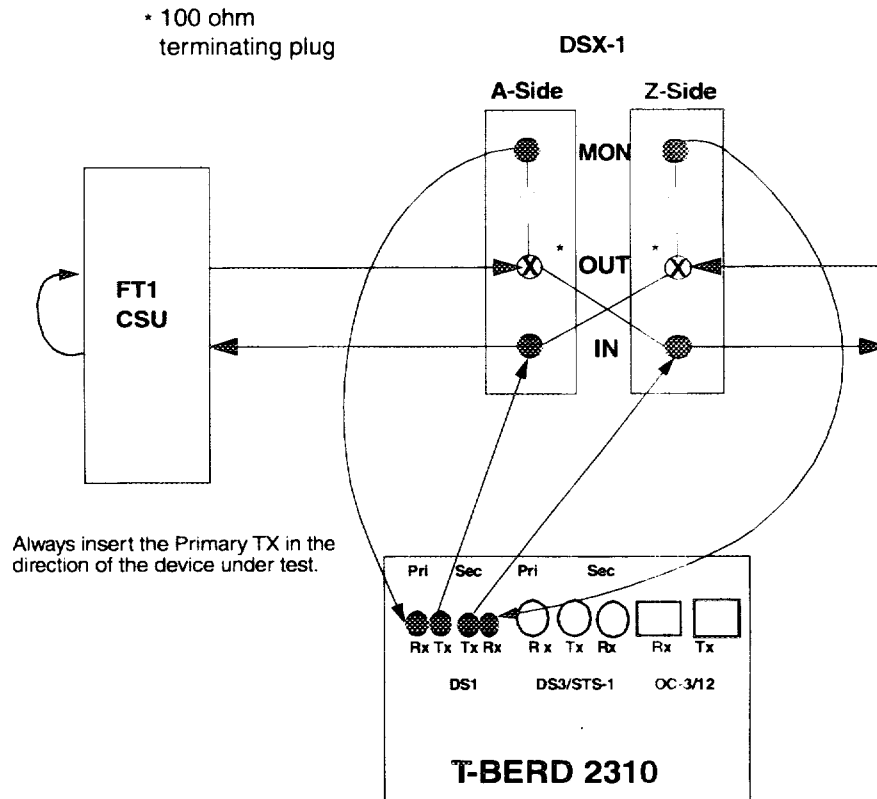 * 100 ohm
terminating plug
DSX-1
A-Side
Z-Side
MON
* *
OUT
X X
IN
FT1
CSU
Always insert the Primary TX in the
direction of the device under test.
Pri Sec Pri Sec
Rx Tx Tx Rx Rx Tx Rx Rx Tx
DS1 DS3/STS-1 OC-3/12
T-BERD 2310